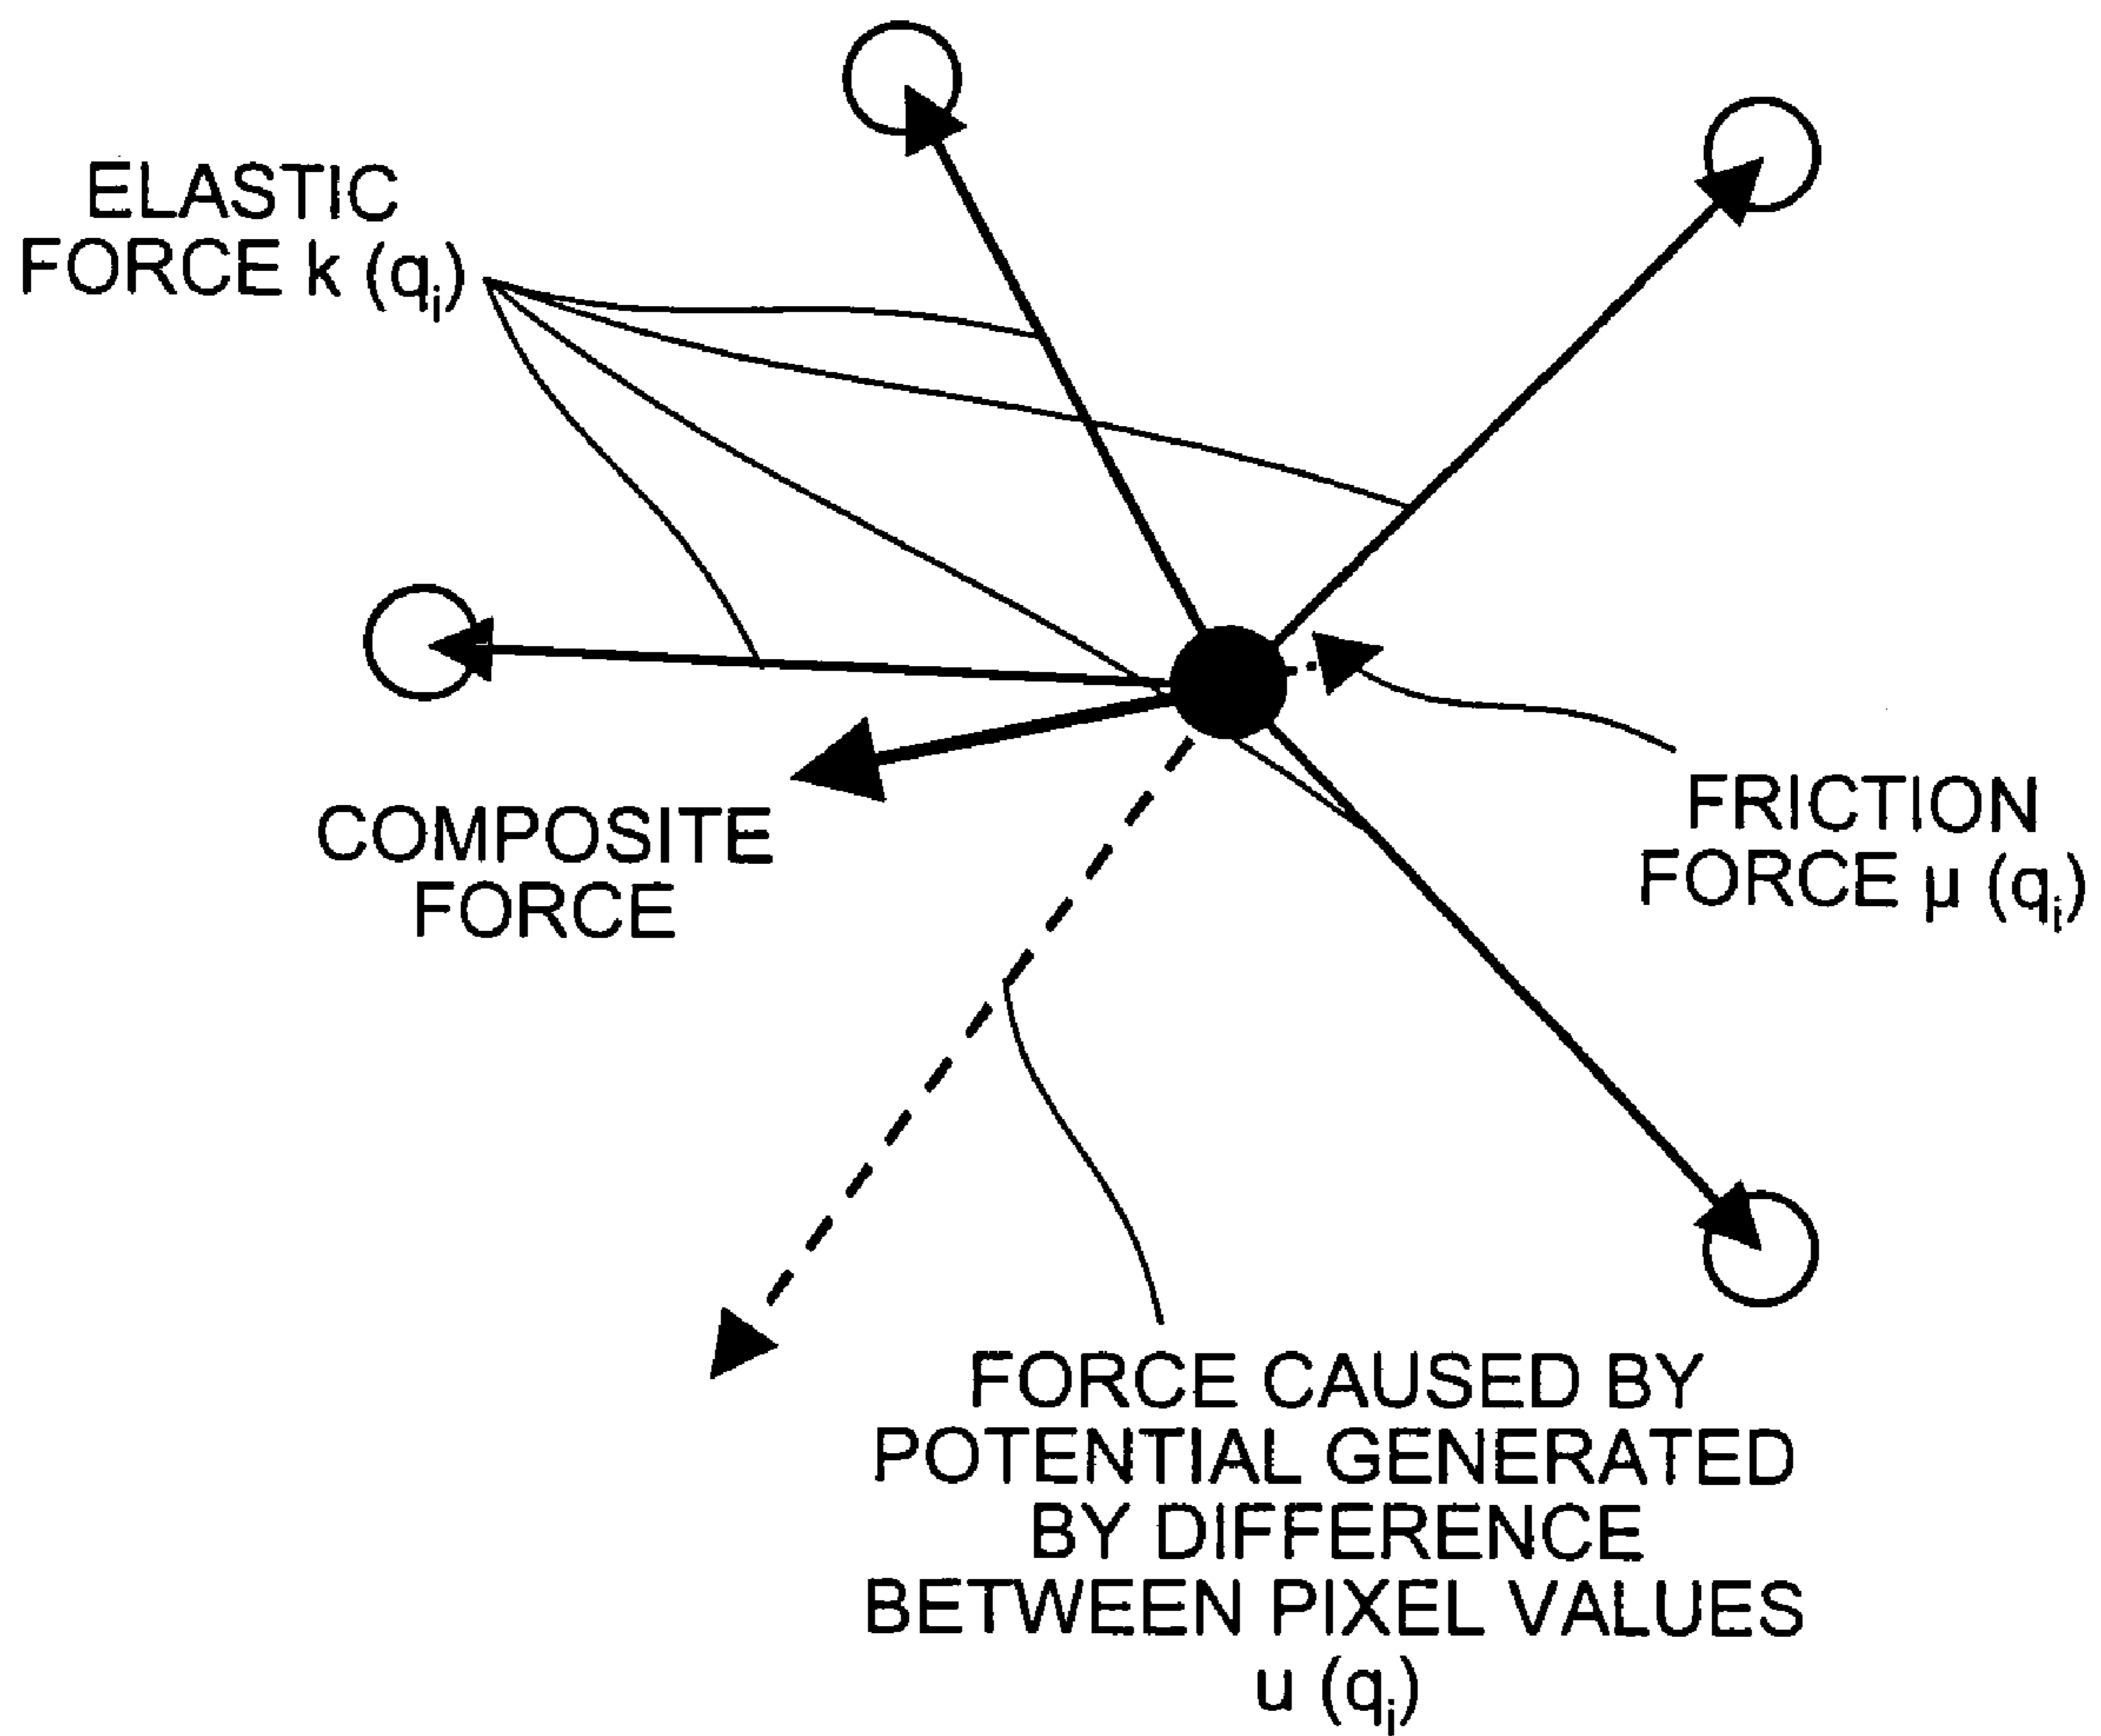 ELASTIC
FORCE k (qᵢ)
COMPOSITE
FORCE
FRICTION
FORCE μ (qᵢ)
FORCE CAUSED BY
POTENTIAL GENERATED
BY DIFFERENCE
BETWEEN PIXEL VALUES
u (qᵢ)